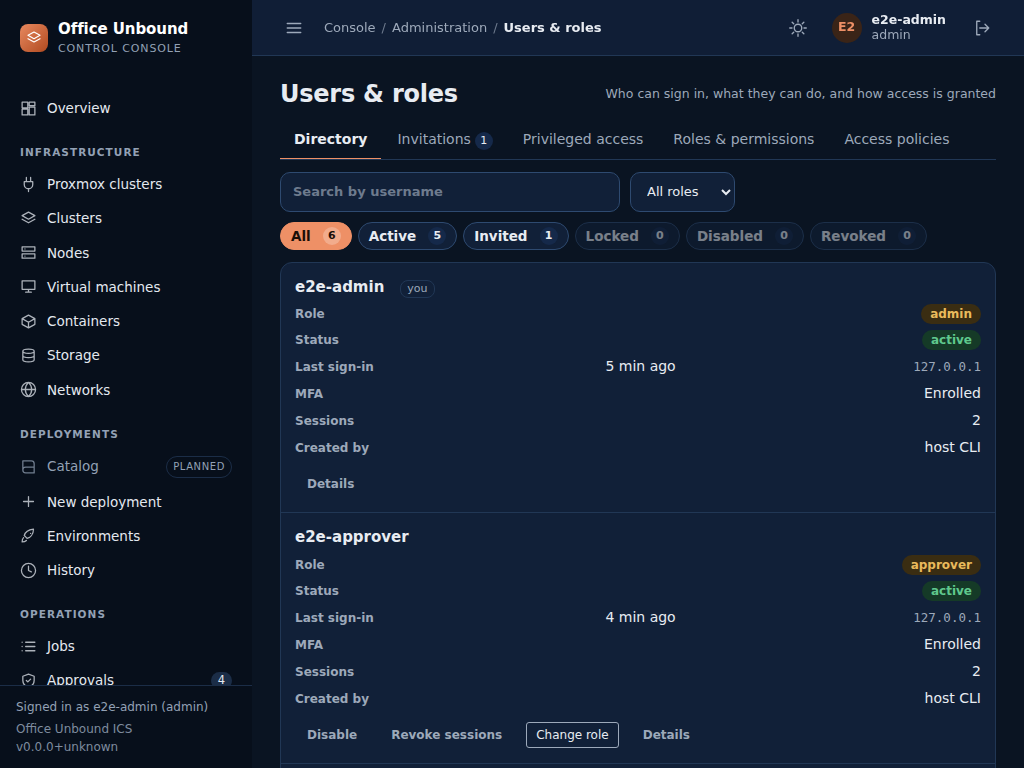 Office Unbound
CONTROL CONSOLE
Overview
INFRASTRUCTURE
Proxmox clusters
Clusters
Nodes
Virtual machines
Containers
Storage
Networks
DEPLOYMENTS
Catalog PLANNED
New deployment
Environments
History
OPERATIONS
Jobs
Approvals 4
Signed in as e2e-admin (admin)
Office Unbound ICS
v0.0.0+unknown
Console / Administration / Users & roles
E2 e2e-admin
admin
Users & roles
Who can sign in, what they can do, and how access is granted
Directory Invitations 1 Privileged access Roles & permissions Access policies
Search by username All roles
All 6 Active 5 Invited 1 Locked 0 Disabled 0 Revoked 0
e2e-admin you
Role admin
Status active
Last sign-in 5 min ago 127.0.0.1
MFA Enrolled
Sessions 2
Created by host CLI
Details
e2e-approver
Role approver
Status active
Last sign-in 4 min ago 127.0.0.1
MFA Enrolled
Sessions 2
Created by host CLI
Disable Revoke sessions Change role Details